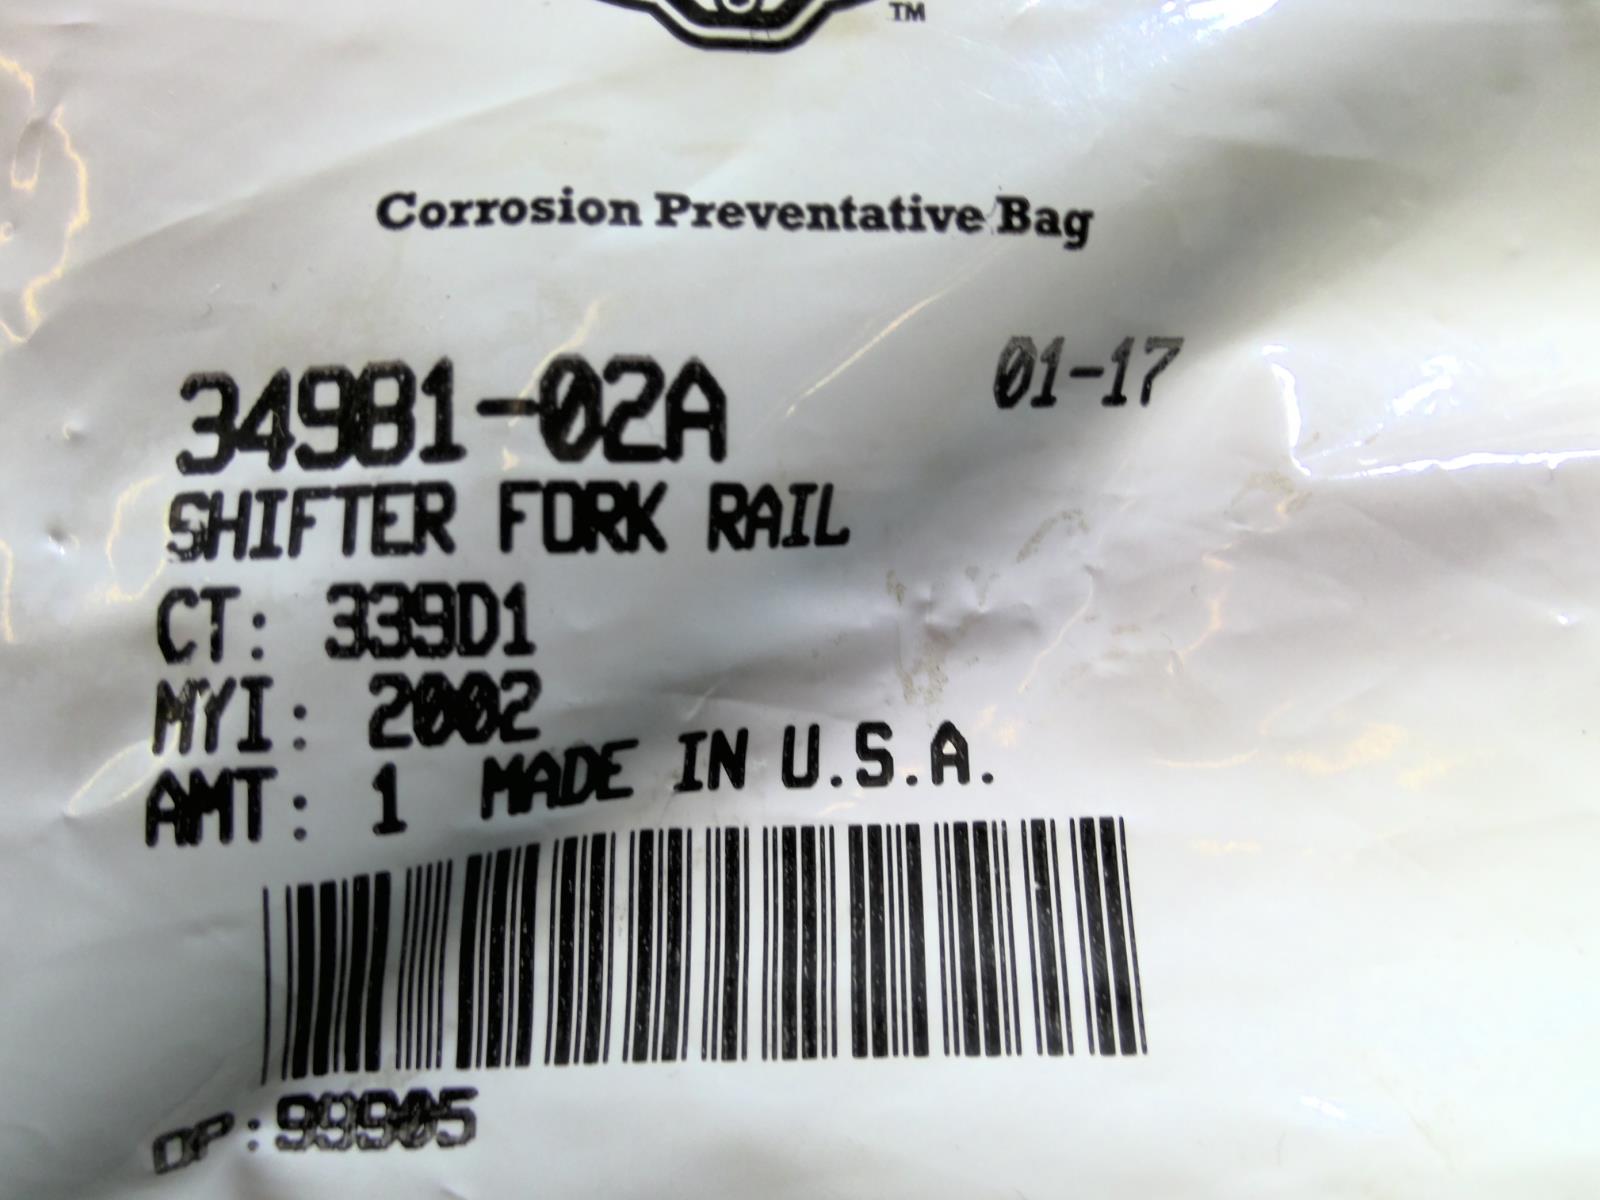 TM
Corrosion Preventative Bag
34981-02A 01-17
SHIFTER FORK RAIL
CT: 339D1
MYI: 2002
AMT: 1 MADE IN U.S.A.
OP:99905